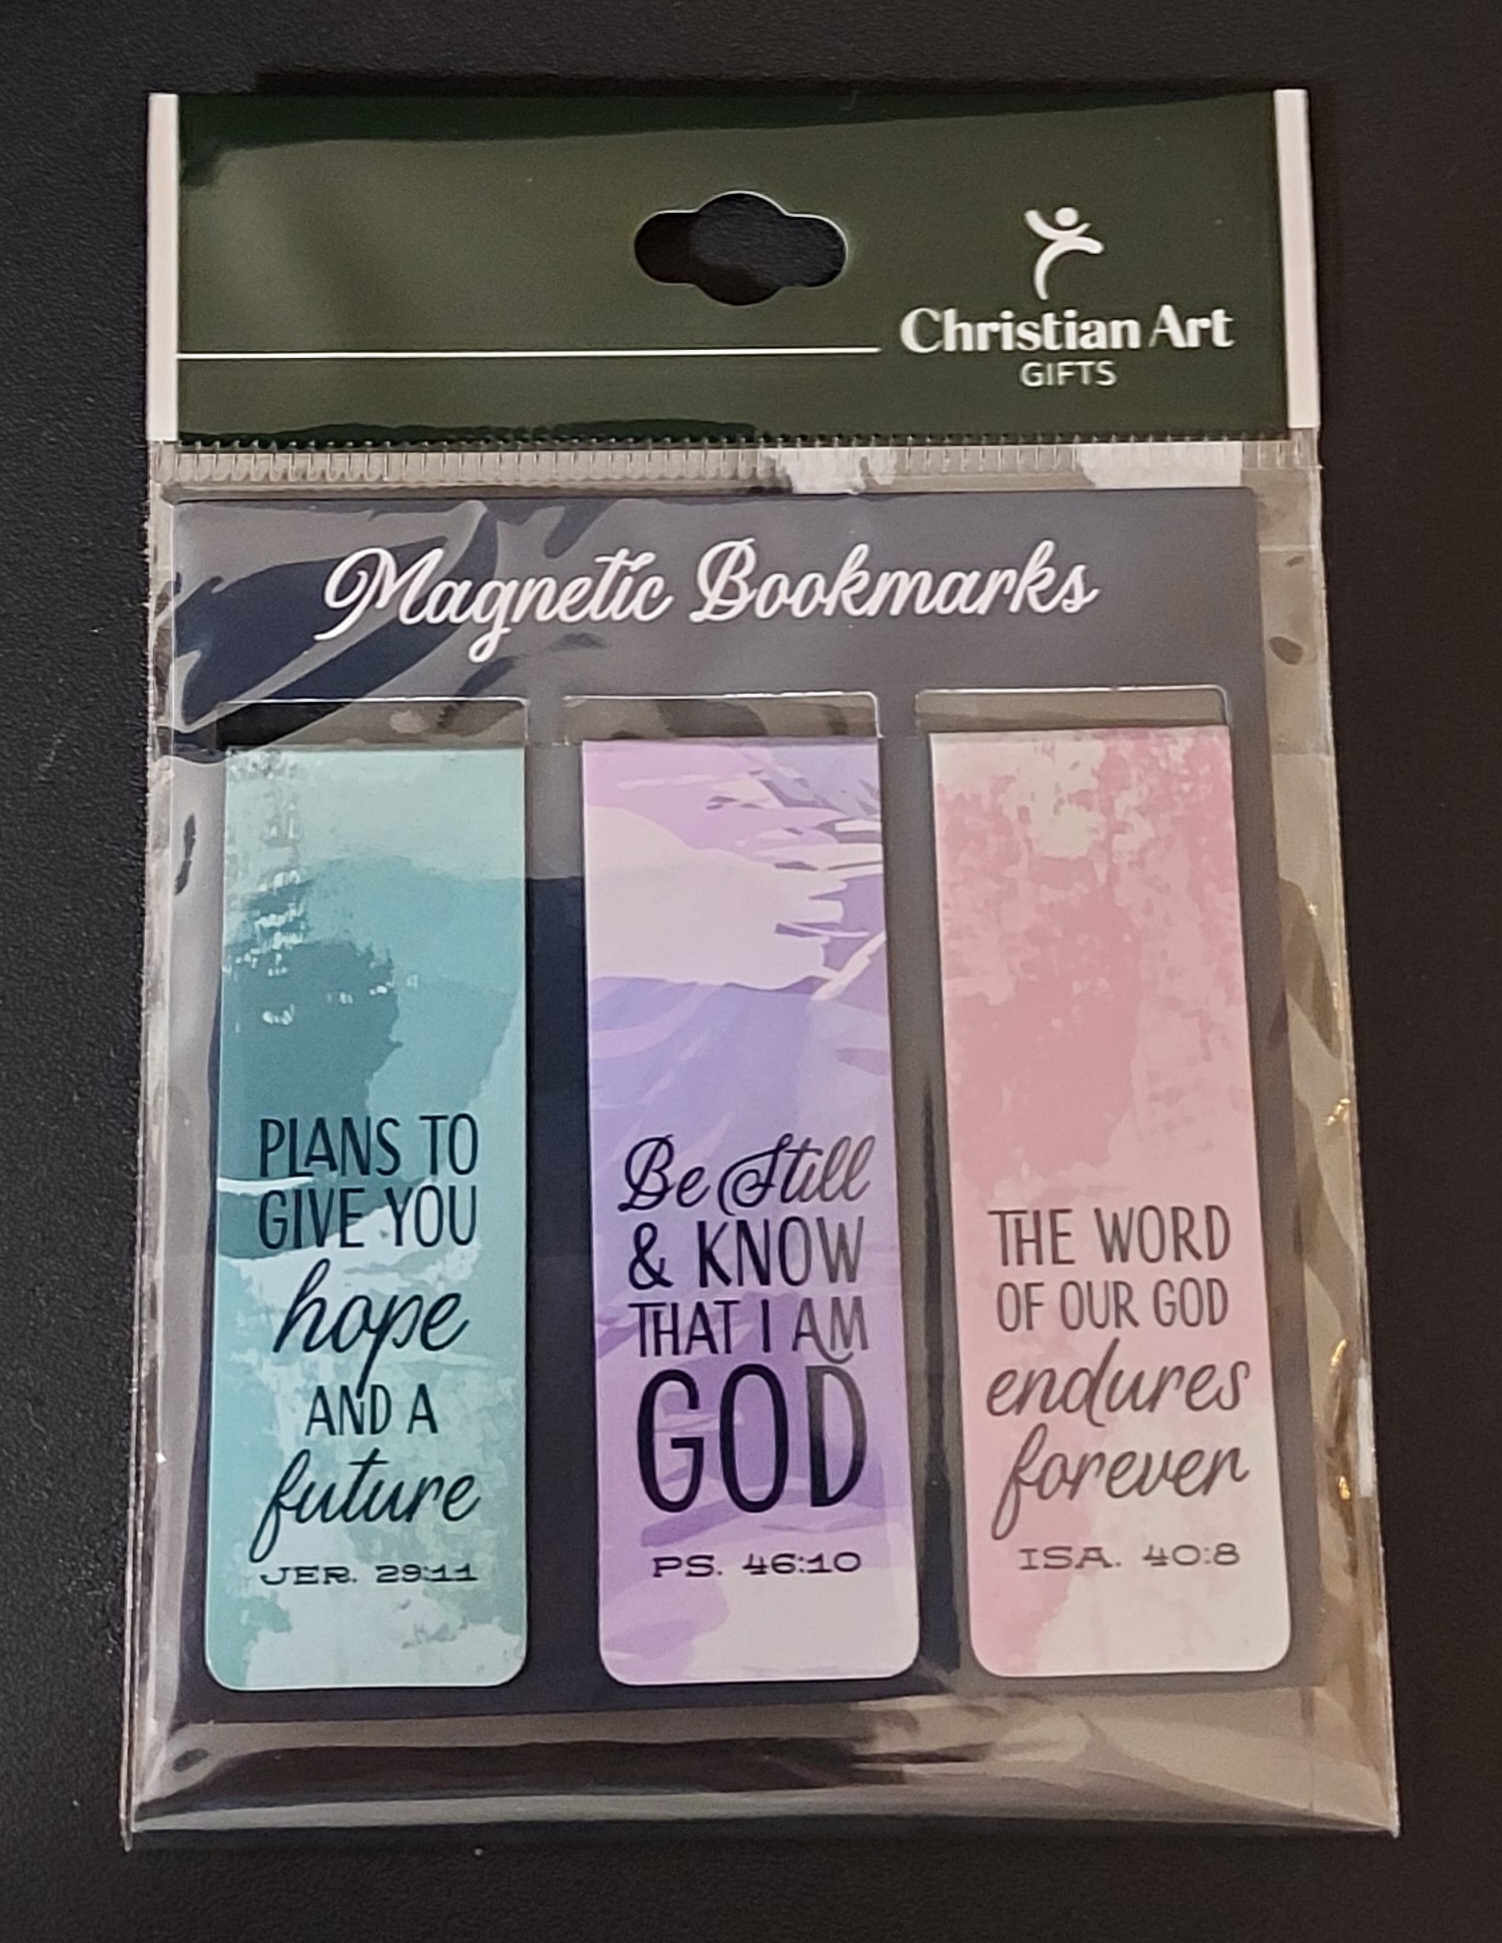 Christian Art
GIFTS
Magnetic Bookmarks
PLANS TO
GIVE YOU
hope
AND A
future
JER. 29:11
Be Still
& KNOW
THAT I AM
GOD
PS. 46:10
THE WORD
OF OUR GOD
endures
forever
ISA. 40:8